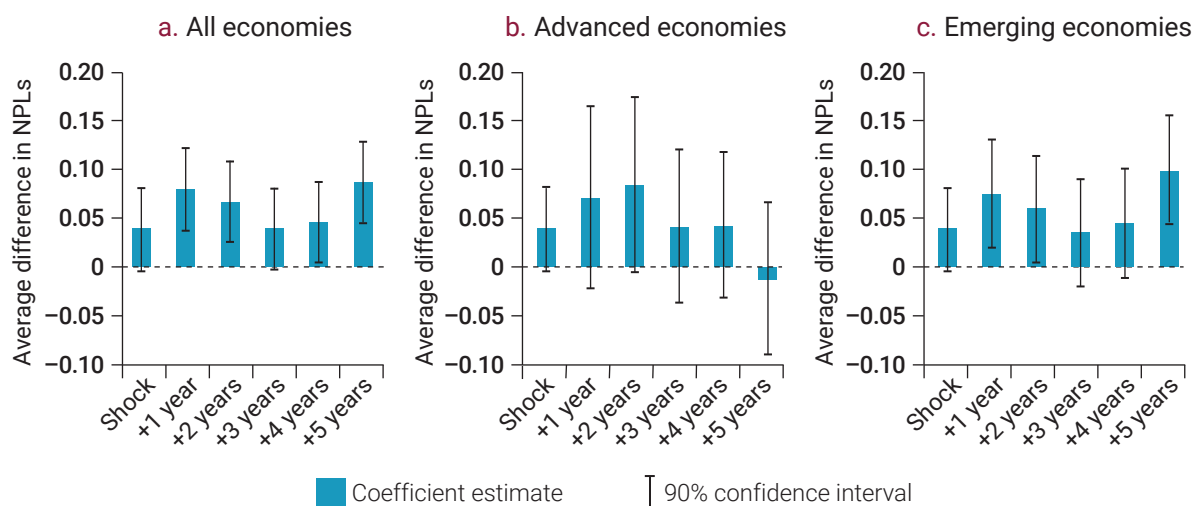 a. All economies
Average difference in NPLs
0.20
0.15
0.10
0.05
0
−0.05
−0.10
Shock
+1 year
+2 years
+3 years
+4 years
+5 years
b. Advanced economies
Average difference in NPLs
0.20
0.15
0.10
0.05
0
−0.05
−0.10
Shock
+1 year
+2 years
+3 years
+4 years
+5 years
c. Emerging economies
Average difference in NPLs
0.20
0.15
0.10
0.05
0
−0.05
−0.10
Shock
+1 year
+2 years
+3 years
+4 years
+5 years
Coefficient estimate
90% confidence interval